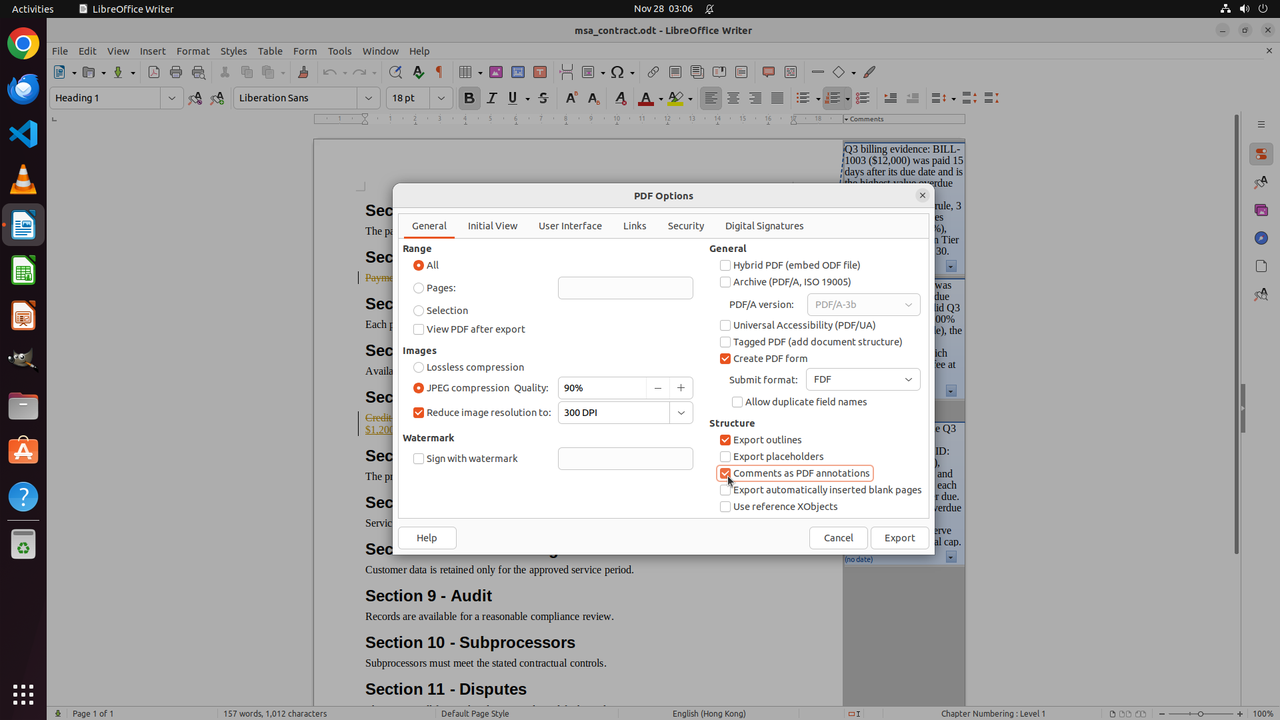 Activities
LibreOffice Writer
Nov 28 03:06
msa_contract.odt - LibreOffice Writer
File Edit View Insert Format Styles Table Form Tools Window Help
Heading 1
Liberation Sans
18 pt
Comments
Q3 billing evidence: BILL-
1003 ($12,000) was paid 15
days after its due date and is
PDF Options
General Initial View User Interface Links Security Digital Signatures
Range
All
Pages:
Selection
View PDF after export
Images
Lossless compression
JPEG compression Quality: 90%
Reduce image resolution to: 300 DPI
Watermark
Sign with watermark
General
Hybrid PDF (embed ODF file)
Archive (PDF/A, ISO 19005)
PDF/A version: PDF/A-3b
Universal Accessibility (PDF/UA)
Tagged PDF (add document structure)
Create PDF form
Submit format: FDF
Allow duplicate field names
Structure
Export outlines
Export placeholders
Comments as PDF annotations
Export automatically inserted blank pages
Use reference XObjects
Help Cancel Export
(no date)
Customer data is retained only for the approved service period.
Section 9 - Audit
Records are available for a reasonable compliance review.
Section 10 - Subprocessors
Subprocessors must meet the stated contractual controls.
Section 11 - Disputes
Page 1 of 1
157 words, 1,012 characters
Default Page Style
English (Hong Kong)
Chapter Numbering : Level 1
100%